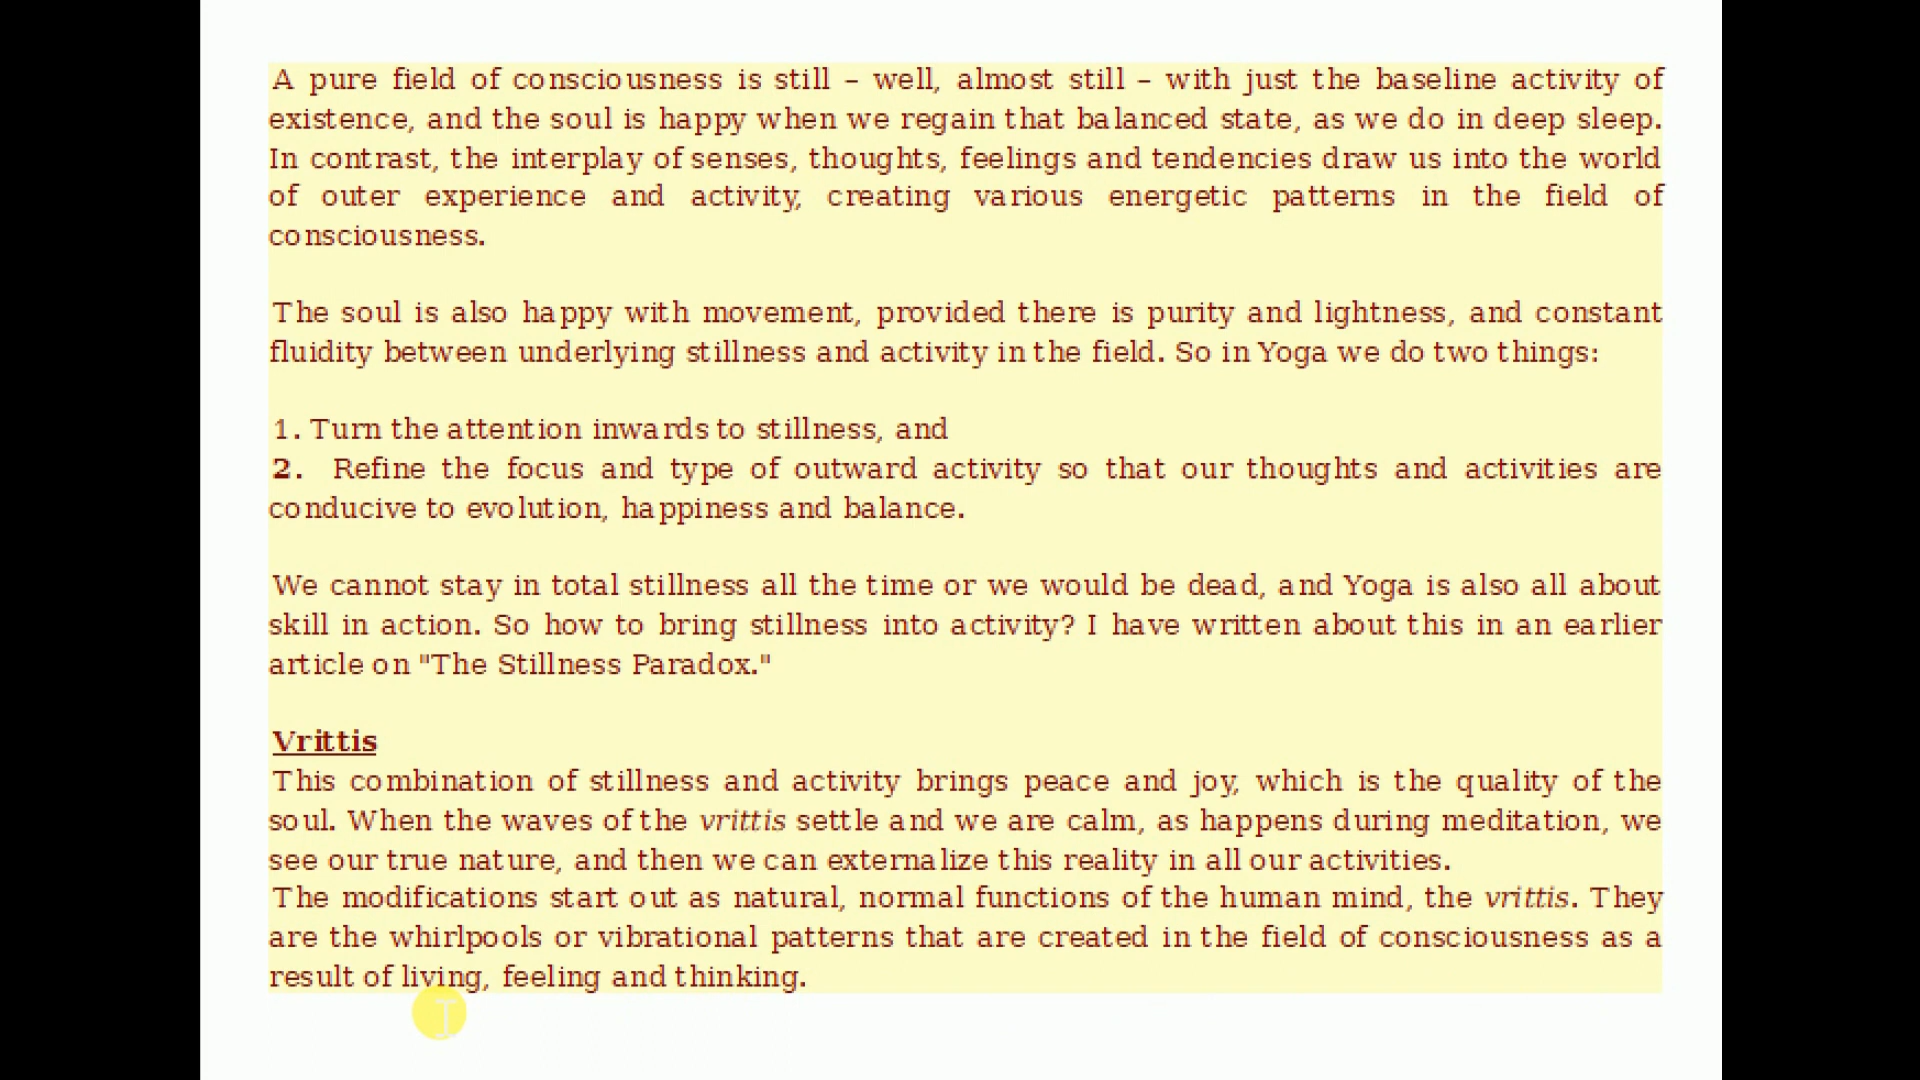 A pure field of consciousness is still – well, almost still – with just the baseline activity of
existence, and the soul is happy when we regain that balanced state, as we do in deep sleep.
In contrast, the interplay of senses, thoughts, feelings and tendencies draw us into the world
of outer experience and activity, creating various energetic patterns in the field of
consciousness.
The soul is also happy with movement, provided there is purity and lightness, and constant
fluidity between underlying stillness and activity in the field. So in Yoga we do two things:
1. Turn the attention inwards to stillness, and
2. Refine the focus and type of outward activity so that our thoughts and activities are
conducive to evolution, happiness and balance.
We cannot stay in total stillness all the time or we would be dead, and Yoga is also all about
skill in action. So how to bring stillness into activity? I have written about this in an earlier
article on "The Stillness Paradox."
Vrittis
This combination of stillness and activity brings peace and joy, which is the quality of the
soul. When the waves of the vrittis settle and we are calm, as happens during meditation, we
see our true nature, and then we can externalize this reality in all our activities.
The modifications start out as natural, normal functions of the human mind, the vrittis. They
are the whirlpools or vibrational patterns that are created in the field of consciousness as a
result of living, feeling and thinking.